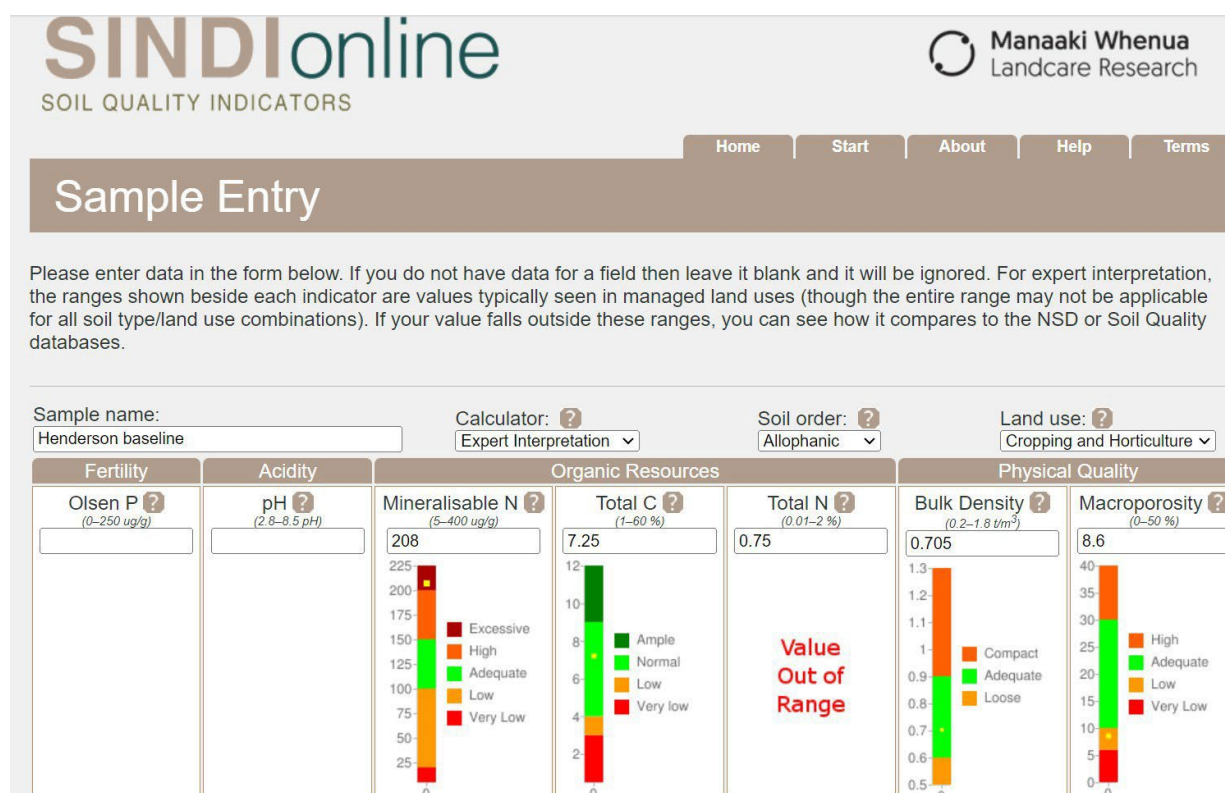 SINDIonline
SOIL QUALITY INDICATORS
Manaaki Whenua
Landcare Research
Home Start About Help Terms
Sample Entry
Please enter data in the form below. If you do not have data for a field then leave it blank and it will be ignored. For expert interpretation,
the ranges shown beside each indicator are values typically seen in managed land uses (though the entire range may not be applicable
for all soil type/land use combinations). If your value falls outside these ranges, you can see how it compares to the NSD or Soil Quality
databases.
Sample name:
Henderson baseline
Calculator: ?
Expert Interpretation
Soil order: ?
Allophanic
Land use: ?
Cropping and Horticulture
Fertility
Acidity
Organic Resources
Physical Quality
Olsen P ?
(0–250 ug/g)
pH ?
(2.8–8.5 pH)
Mineralisable N ?
(5–400 ug/g)
208
225
200
175
150
125
100
75
50
25
0
Excessive
High
Adequate
Low
Very Low
Total C ?
(1–60 %)
7.25
12
10
8
6
4
2
0
Ample
Normal
Low
Very low
Total N ?
(0.01–2 %)
0.75
Value
Out of
Range
Bulk Density ?
(0.2–1.8 t/m³)
0.705
1.3
1.2
1.1
1
0.9
0.8
0.7
0.6
0.5
0
Compact
Adequate
Loose
Macroporosity ?
(0–50 %)
8.6
40
35
30
25
20
15
10
5
0
0
High
Adequate
Low
Very Low